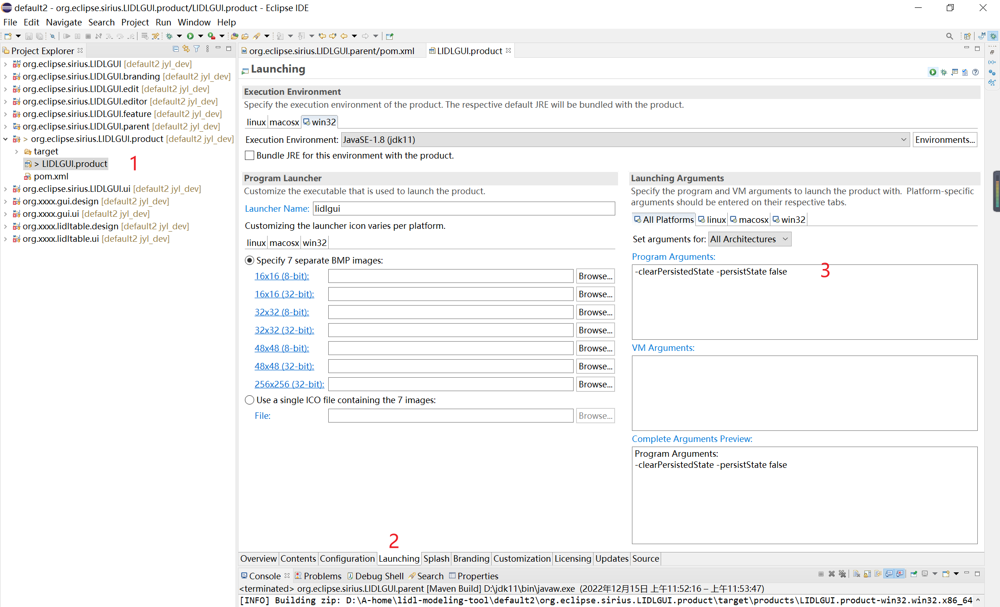 default2 - org.eclipse.sirius.LIDLGUI.product/LIDLGUI.product - Eclipse IDE
File Edit Navigate Search Project Run Window Help
Project Explorer
org.eclipse.sirius.LIDLGUI [default2 jyl_dev]
org.eclipse.sirius.LIDLGUI.branding [default2 jyl_dev]
org.eclipse.sirius.LIDLGUI.edit [default2 jyl_dev]
org.eclipse.sirius.LIDLGUI.editor [default2 jyl_dev]
org.eclipse.sirius.LIDLGUI.feature [default2 jyl_dev]
org.eclipse.sirius.LIDLGUI.parent [default2 jyl_dev]
> org.eclipse.sirius.LIDLGUI.product [default2 jyl_dev]
target
> LIDLGUI.product
1
pom.xml
org.eclipse.sirius.LIDLGUI.ui [default2 jyl_dev]
org.xxxx.gui.design [default2 jyl_dev]
org.xxxx.gui.ui [default2 jyl_dev]
org.xxxx.lidltable.design [default2 jyl_dev]
org.xxxx.lidltable.ui [default2 jyl_dev]
org.eclipse.sirius.LIDLGUI.parent/pom.xml LIDLGUI.product
Launching
Execution Environment
Specify the execution environment of the product. The respective default JRE will be bundled with the product.
linux macosx win32
Execution Environment: JavaSE-1.8 (jdk11) Environments...
Bundle JRE for this environment with the product.
Program Launcher
Customize the executable that is used to launch the product.
Launcher Name: lidlgui
Customizing the launcher icon varies per platform.
linux macosx win32
Specify 7 separate BMP images:
16x16 (8-bit): Browse...
16x16 (32-bit): Browse...
32x32 (8-bit): Browse...
32x32 (32-bit): Browse...
48x48 (8-bit): Browse...
48x48 (32-bit): Browse...
256x256 (32-bit): Browse...
Use a single ICO file containing the 7 images:
File: Browse...
Launching Arguments
Specify the program and VM arguments to launch the product with. Platform-specific
arguments should be entered on their respective tabs.
All Platforms linux macosx win32
Set arguments for: All Architectures
Program Arguments:
-clearPersistedState -persistState false
3
VM Arguments:
Complete Arguments Preview:
Program Arguments:
-clearPersistedState -persistState false
2
Overview Contents Configuration Launching Splash Branding Customization Licensing Updates Source
Console Problems Debug Shell Search Properties
<terminated> org.eclipse.sirius.LIDLGUI.parent [Maven Build] D:\jdk11\bin\javaw.exe (2022年12月15日 上午11:52:16 – 上午11:53:47)
[INFO] Building zip: D:\A-home\lidl-modeling-tool\default2\org.eclipse.sirius.LIDLGUI.product\target\products\LIDLGUI.product-win32.win32.x86_64